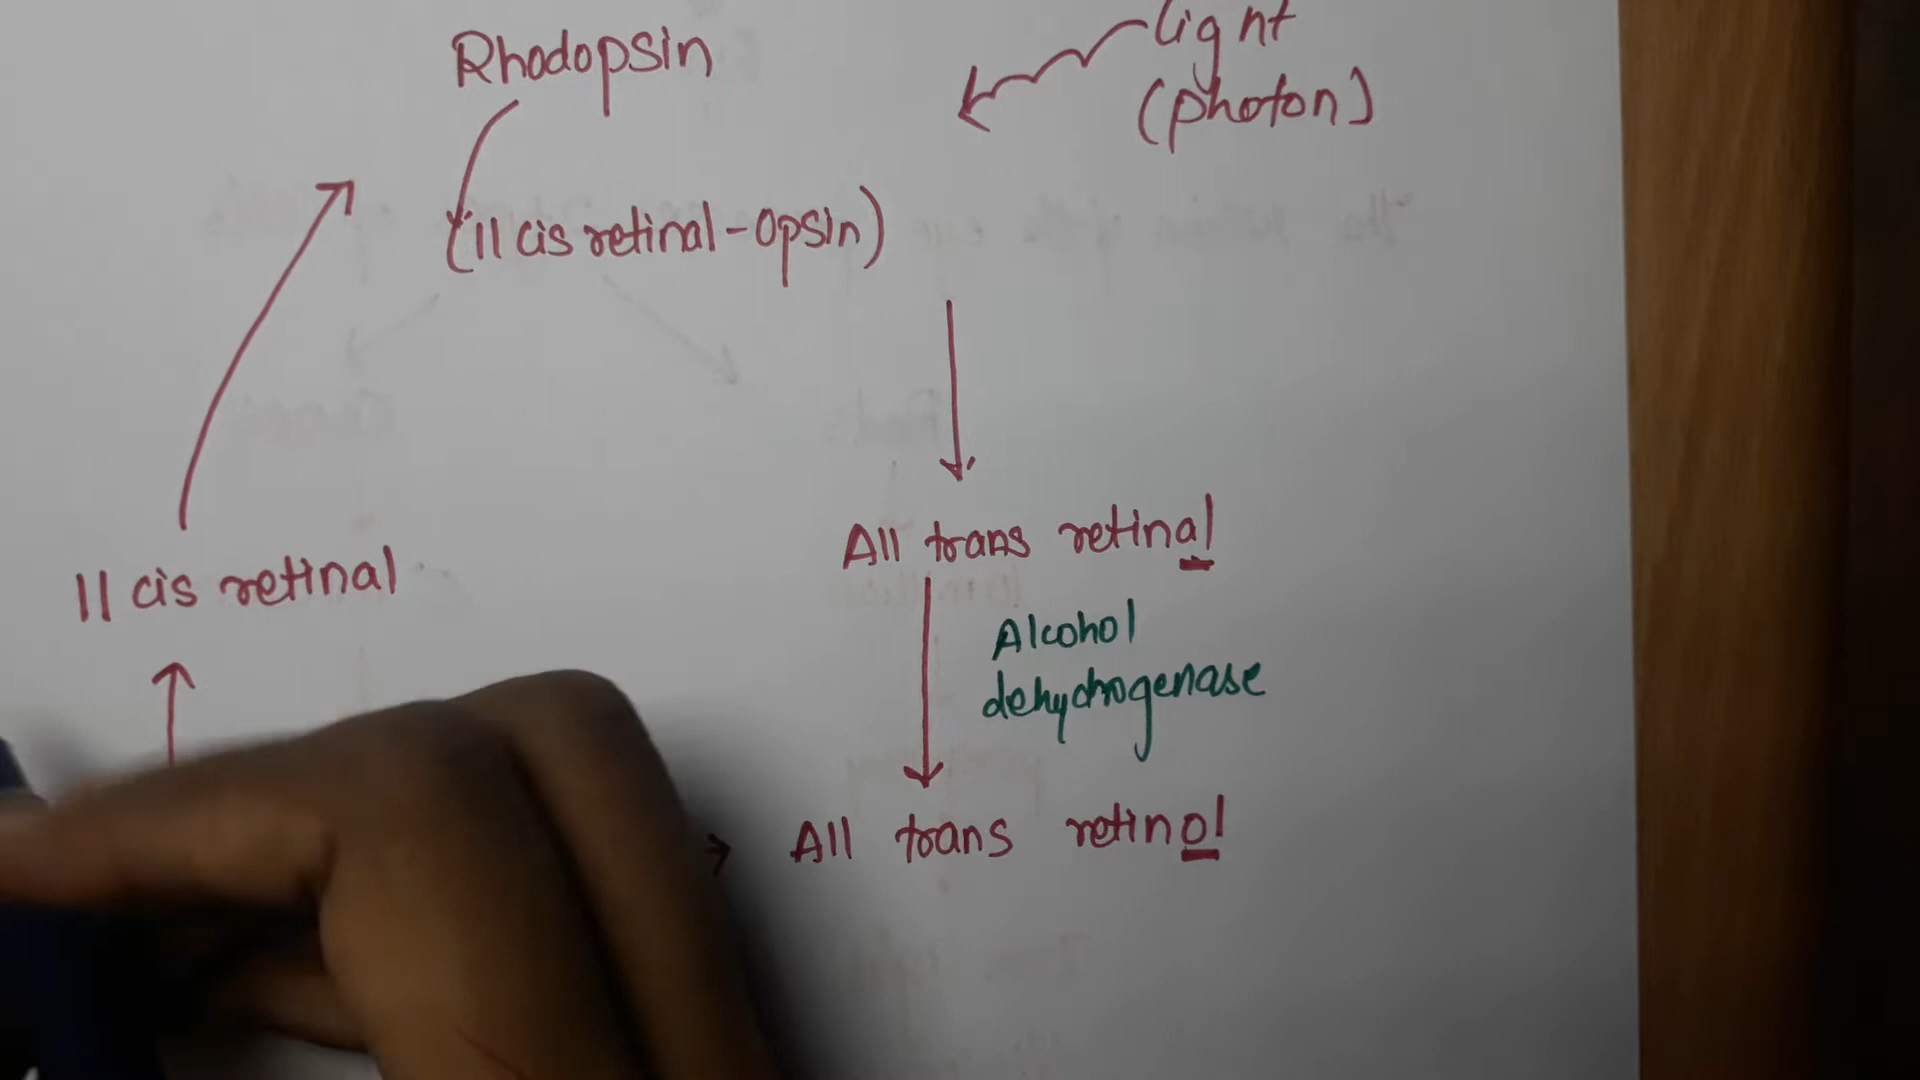 Rhodopsin
light
(photon)
(11 cis retinal-opsin)
All trans retinal
11 cis retinal
Alcohol
dehydrogenase
All trans retinol